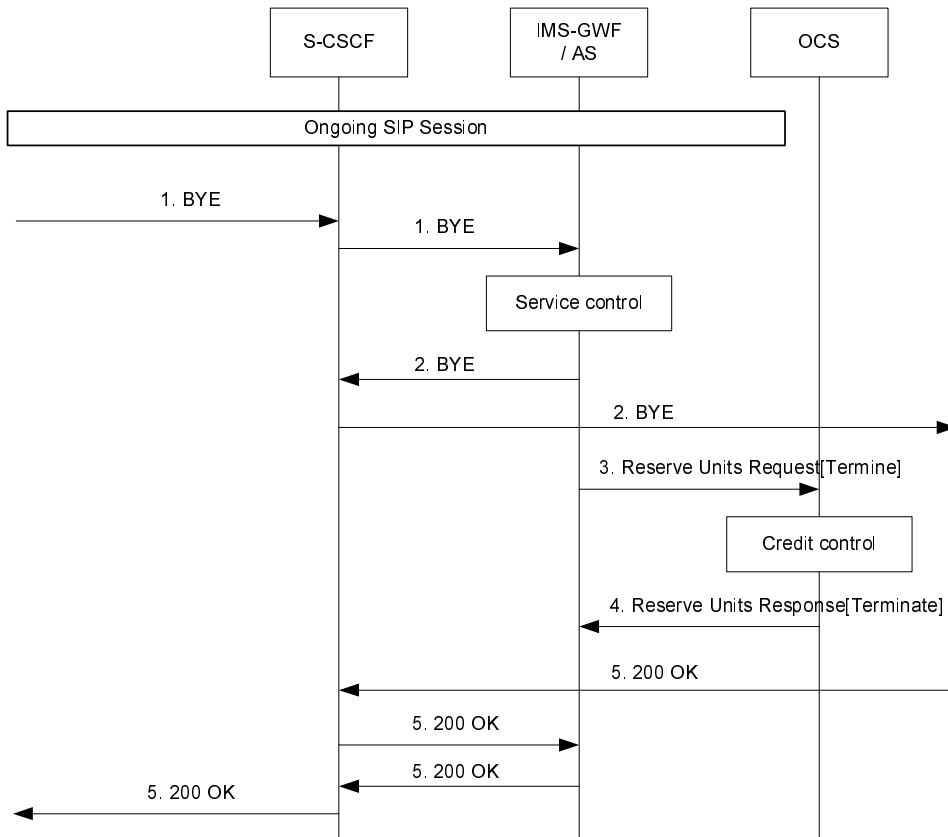 S-CSCF
IMS-GWF
/ AS
OCS
Ongoing SIP Session
1. BYE
1. BYE
Service control
2. BYE
2. BYE
3. Reserve Units Request[Termine]
Credit control
4. Reserve Units Response[Terminate]
5. 200 OK
5. 200 OK
5. 200 OK
5. 200 OK